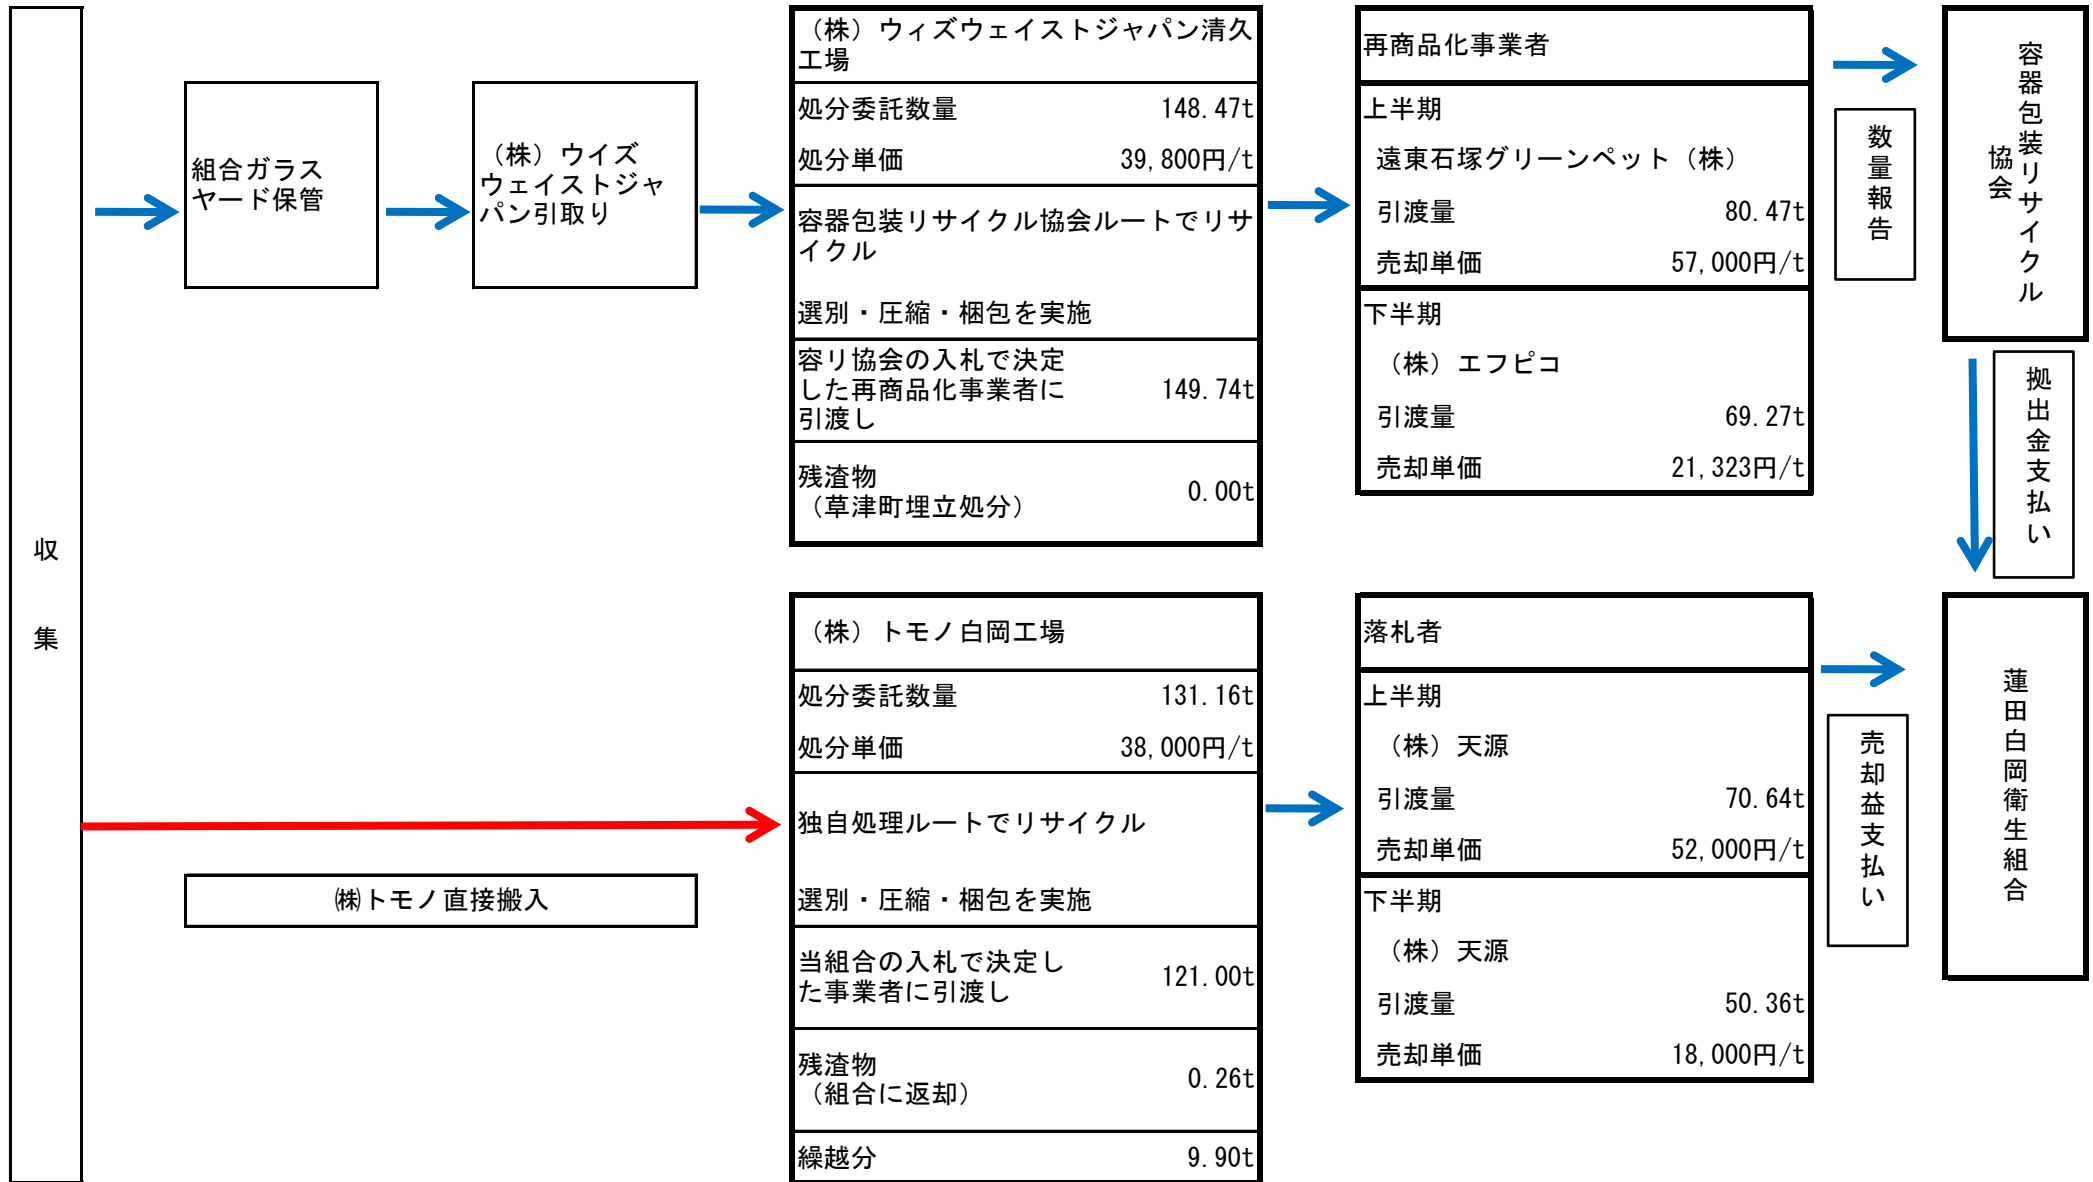 収集
組合ガラス
ヤード保管
（株）ウイズ
ウェイストジャ
パン引取り
（株）ウィズウェイストジャパン清久
工場
処分委託数量 148.47t
処分単価 39,800円/t
容器包装リサイクル協会ルートでリサ
イクル
選別・圧縮・梱包を実施
容リ協会の入札で決定
した再商品化事業者に
引渡し
149.74t
残渣物
（草津町埋立処分）
0.00t
再商品化事業者
上半期
遠東石塚グリーンペット（株）
引渡量 80.47t
売却単価 57,000円/t
下半期
（株）エフピコ
引渡量 69.27t
売却単価 21,323円/t
数量報告
容器包装リサイクル
協会
拠出金支払い
㈱トモノ直接搬入
（株）トモノ白岡工場
処分委託数量 131.16t
処分単価 38,000円/t
独自処理ルートでリサイクル
選別・圧縮・梱包を実施
当組合の入札で決定し
た事業者に引渡し
121.00t
残渣物
（組合に返却）
0.26t
繰越分 9.90t
落札者
上半期
（株）天源
引渡量 70.64t
売却単価 52,000円/t
下半期
（株）天源
引渡量 50.36t
売却単価 18,000円/t
売却益支払い
蓮田白岡衛生組合